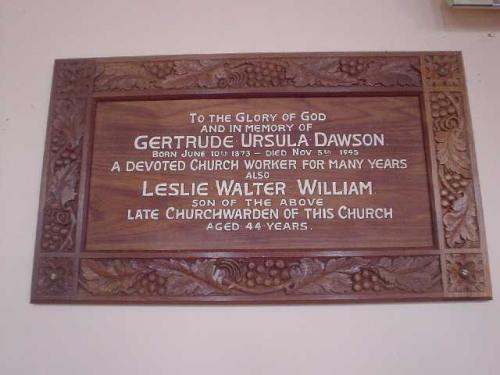 To the Glory of God
and in memory of
Gertrude Ursula Dawson
Born June 10th 1873 – Died Nov 5th 1945
A devoted Church worker for many years
also
Leslie Walter William
son of the above
late Churchwarden of this Church
aged 44 years.